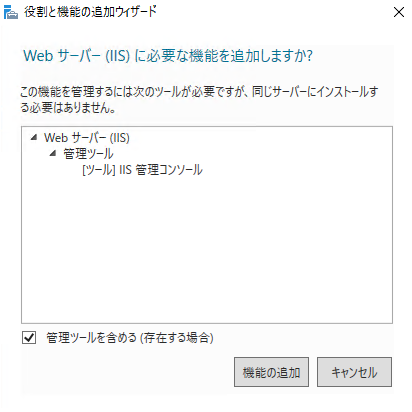 役割と機能の追加ウィザード
Web サーバー (IIS) に必要な機能を追加しますか?
この機能を管理するには次のツールが必要ですが、同じサーバーにインストールす
る必要はありません。
Web サーバー (IIS)
管理ツール
[ツール] IIS 管理コンソール
管理ツールを含める (存在する場合)
機能の追加
キャンセル